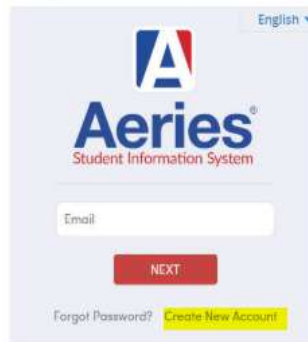 English
Aeries®
Student Information System
Email
NEXT
Forgot Password? Create New Account